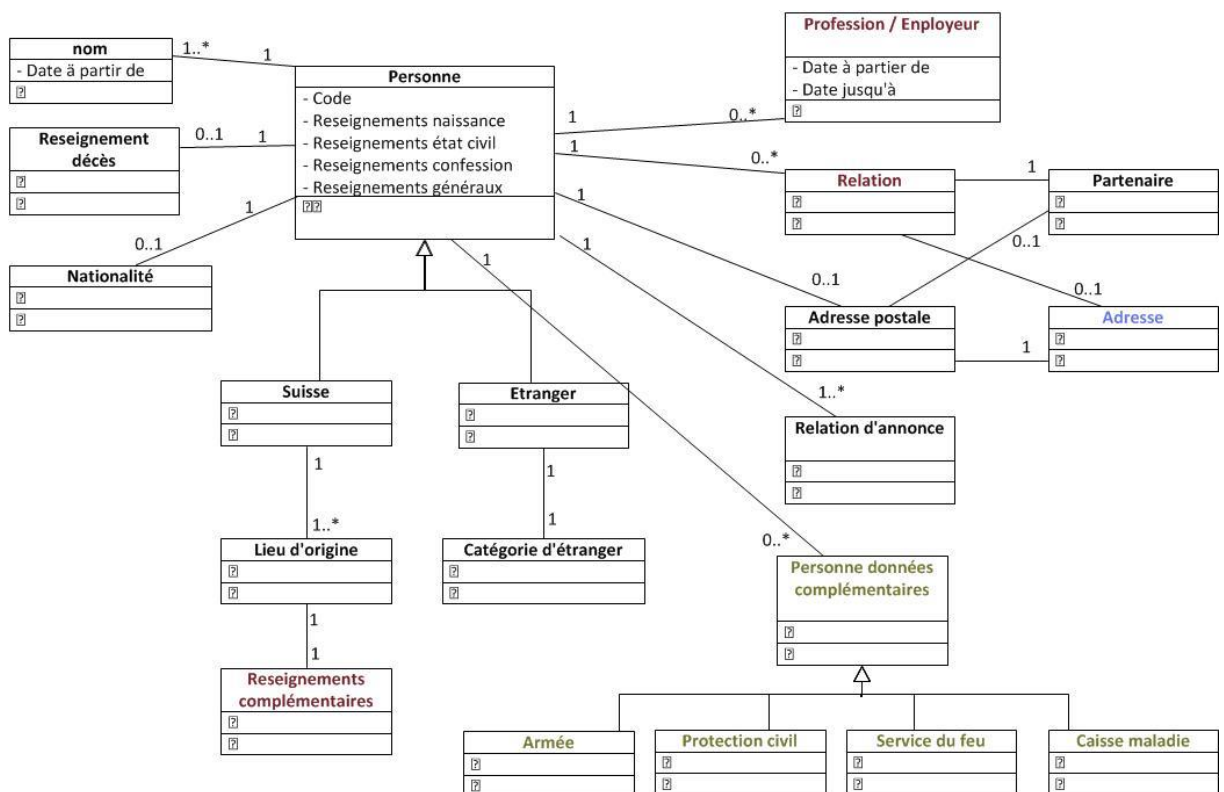 nom
- Date ä partir de
1..*
1
Personne
- Code
- Reseignements naissance
- Reseignements état civil
- Reseignements confession
- Reseignements généraux
Profession / Enployeur
- Date à partier de
- Date jusqu'à
1
0..*
Reseignement
décès
0..1
1
1
0..*
Relation
1
Partenaire
1
0..1
Nationalité
1
0..1
Adresse postale
0..1
0..1
Adresse
1
1
1..*
Relation d'annonce
1
0..*
Suisse
Etranger
1
1..*
Lieu d'origine
1
1
Catégorie d'étranger
1
1
Reseignements
complémentaires
Personne données
complémentaires
Armée
Protection civil
Service du feu
Caisse maladie